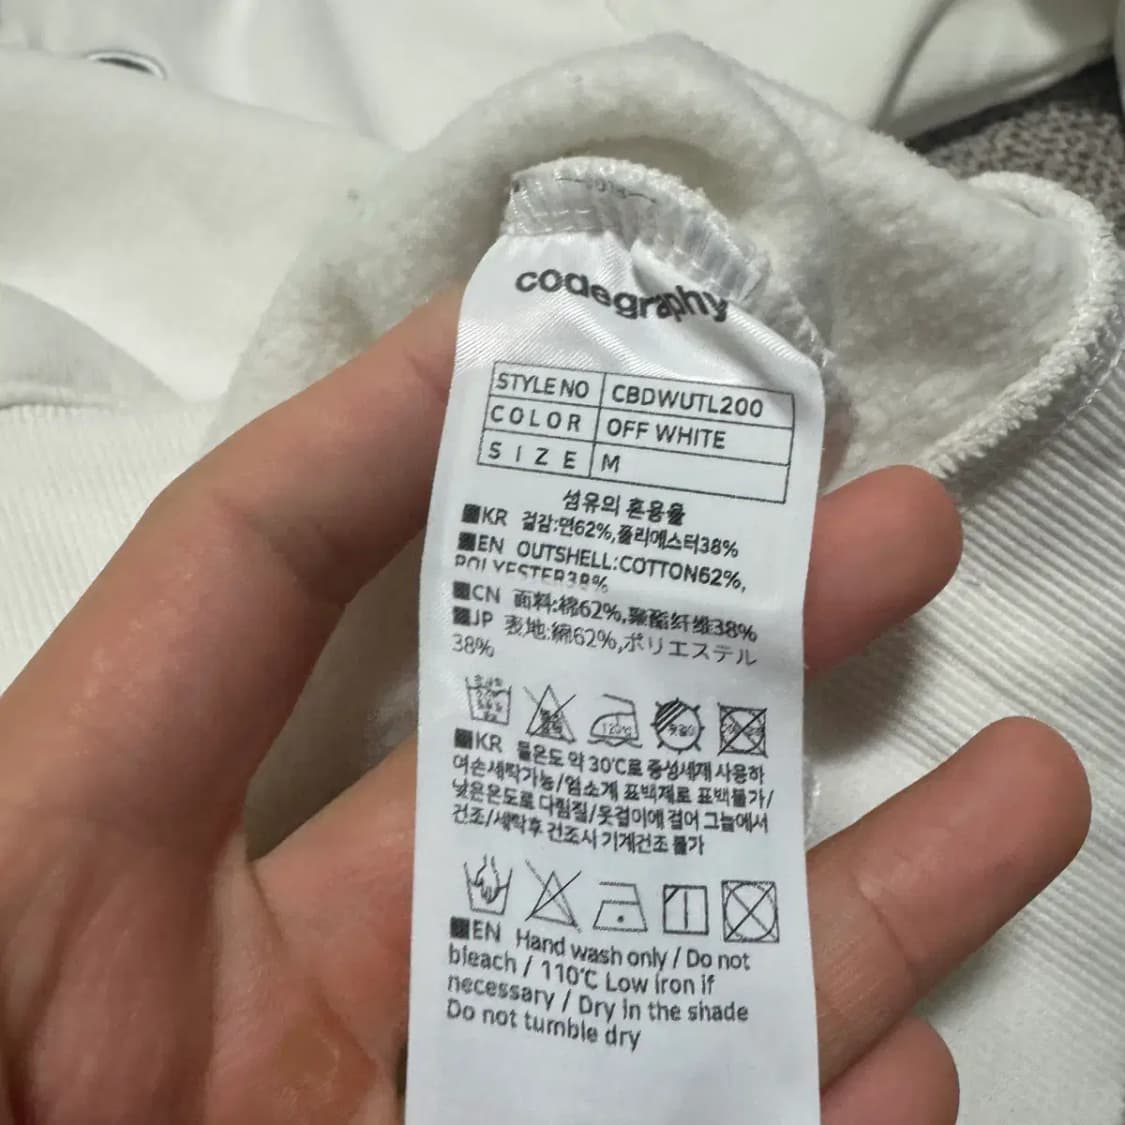 codegraphy
STYLE NO CBDWUTL200
COLOR OFF WHITE
SIZE M
섬유의 혼용율
■KR 겉감:면62%,폴리에스터38%
■EN OUTSHELL:COTTON62%,
POLYESTER38%
■CN 面料:棉62%,聚酯纤维38%
■JP 表地:綿62%,ポリエステル
38%
120℃
■KR 물온도 약 30℃로 중성세제 사용하
여손세탁가능/염소계 표백제로 표백불가/
낮은온도로 다림질/옷걸이에 걸어 그늘에서
건조/세탁후 건조시 기계건조 불가
■EN Hand wash only / Do not
bleach / 110℃ Low iron if
necessary / Dry in the shade
Do not tumble dry